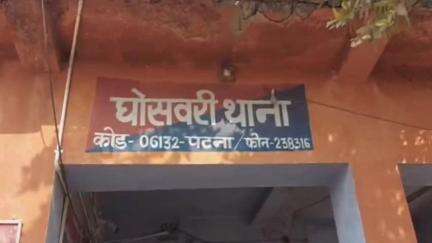 घोसवरी थाना
कोड- 06132- पटना / फोन-238316